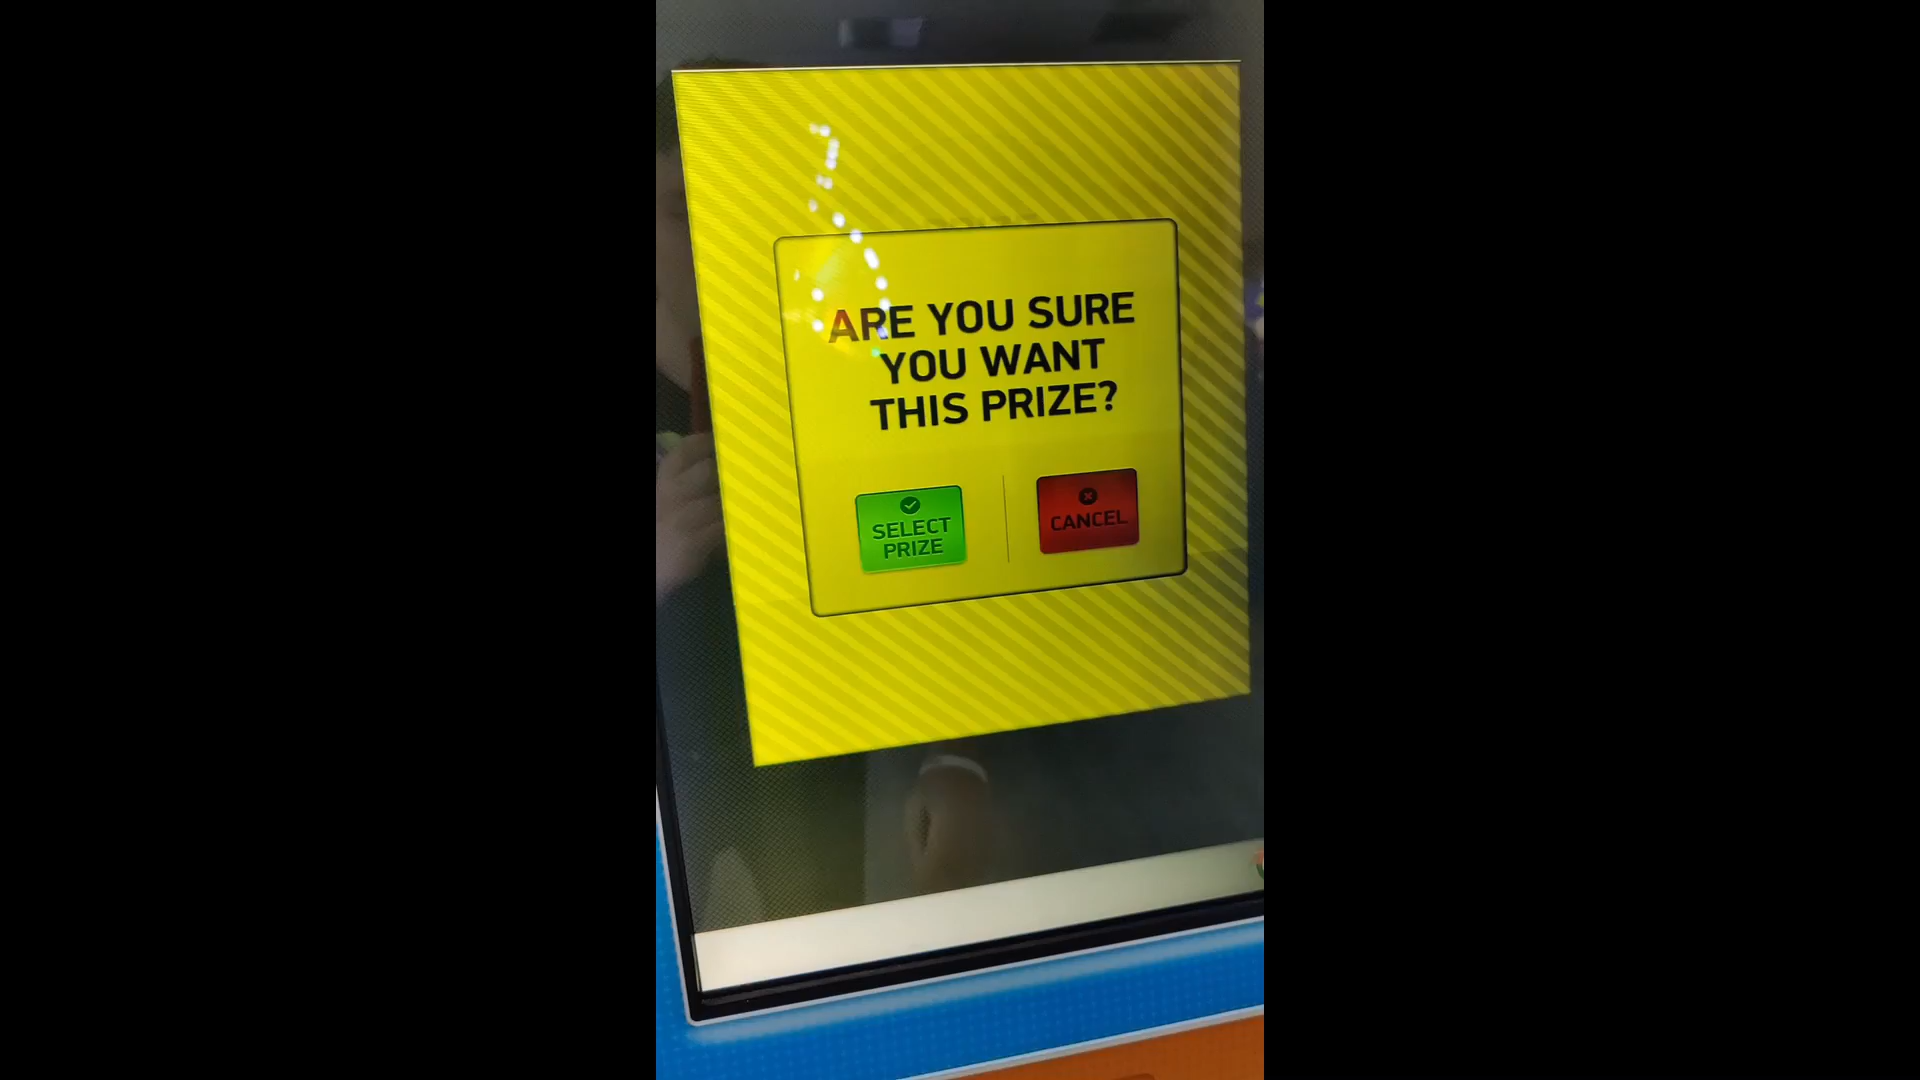 ARE YOU SURE
YOU WANT
THIS PRIZE?
SELECT
PRIZE
CANCEL